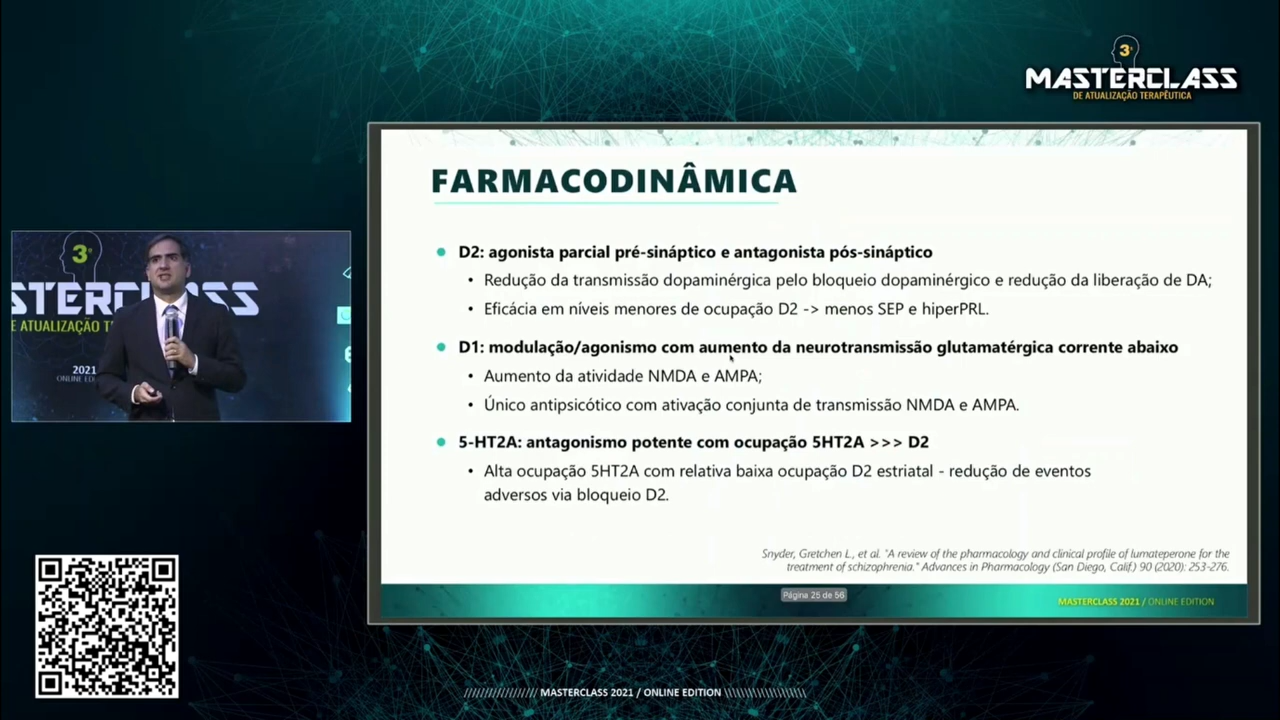 3ª
MASTERCLASS
DE ATUALIZAÇÃO TERAPÊUTICA
FARMACODINÂMICA
D2: agonista parcial pré-sináptico e antagonista pós-sináptico
Redução da transmissão dopaminérgica pelo bloqueio dopaminérgico e redução da liberação de DA;
Eficácia em níveis menores de ocupação D2 -> menos SEP e hiperPRL.
D1: modulação/agonismo com aumento da neurotransmissão glutamatérgica corrente abaixo
Aumento da atividade NMDA e AMPA;
Único antipsicótico com ativação conjunta de transmissão NMDA e AMPA.
5-HT2A: antagonismo potente com ocupação 5HT2A >>> D2
Alta ocupação 5HT2A com relativa baixa ocupação D2 estriatal - redução de eventos
adversos via bloqueio D2.
Snyder, Gretchen L., et al. "A review of the pharmacology and clinical profile of lumateperone for the
treatment of schizophrenia." Advances in Pharmacology (San Diego, Calif.) 90 (2020): 253-276.
Página 25 de 56
MASTERCLASS 2021 / ONLINE EDITION
3ª
STERCLASS
E ATUALIZAÇÃO T
2021
ONLINE ED
/////////////////// MASTERCLASS 2021 / ONLINE EDITION \\\\\\\\\\\\\\\\\\\